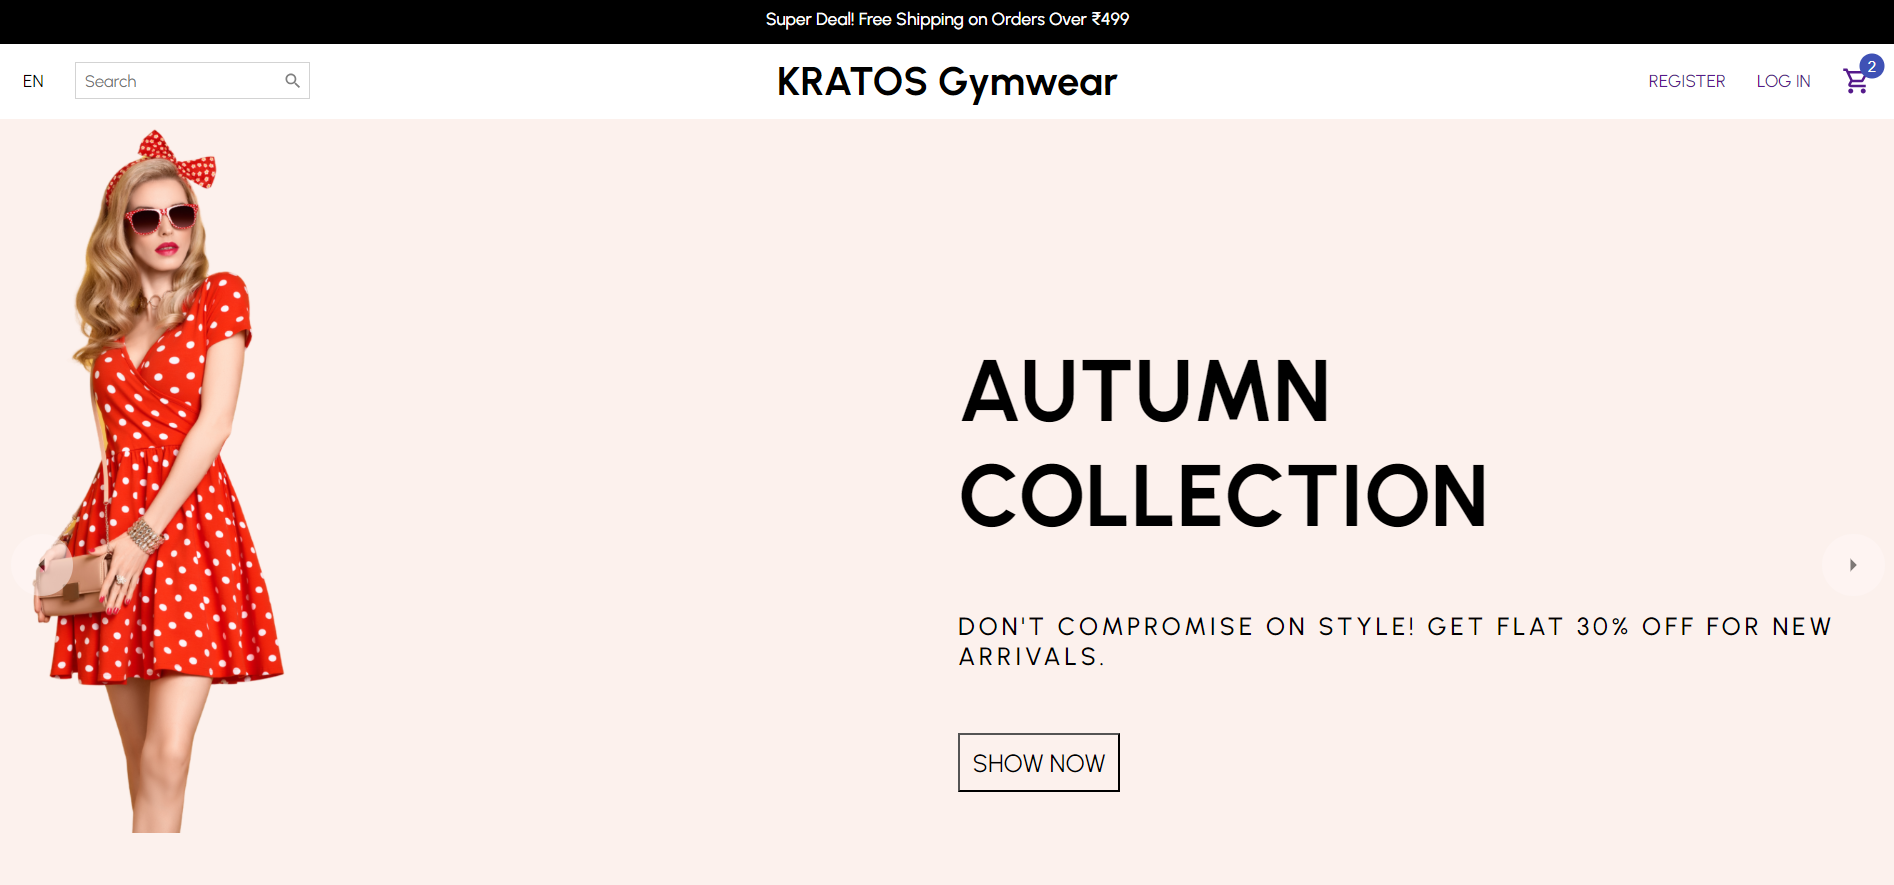 Super Deal! Free Shipping on Orders Over ₹499
EN
Search
KRATOS Gymwear
REGISTER
LOG IN
2
AUTUMN
COLLECTION
DON'T COMPROMISE ON STYLE! GET FLAT 30% OFF FOR NEW
ARRIVALS.
SHOW NOW